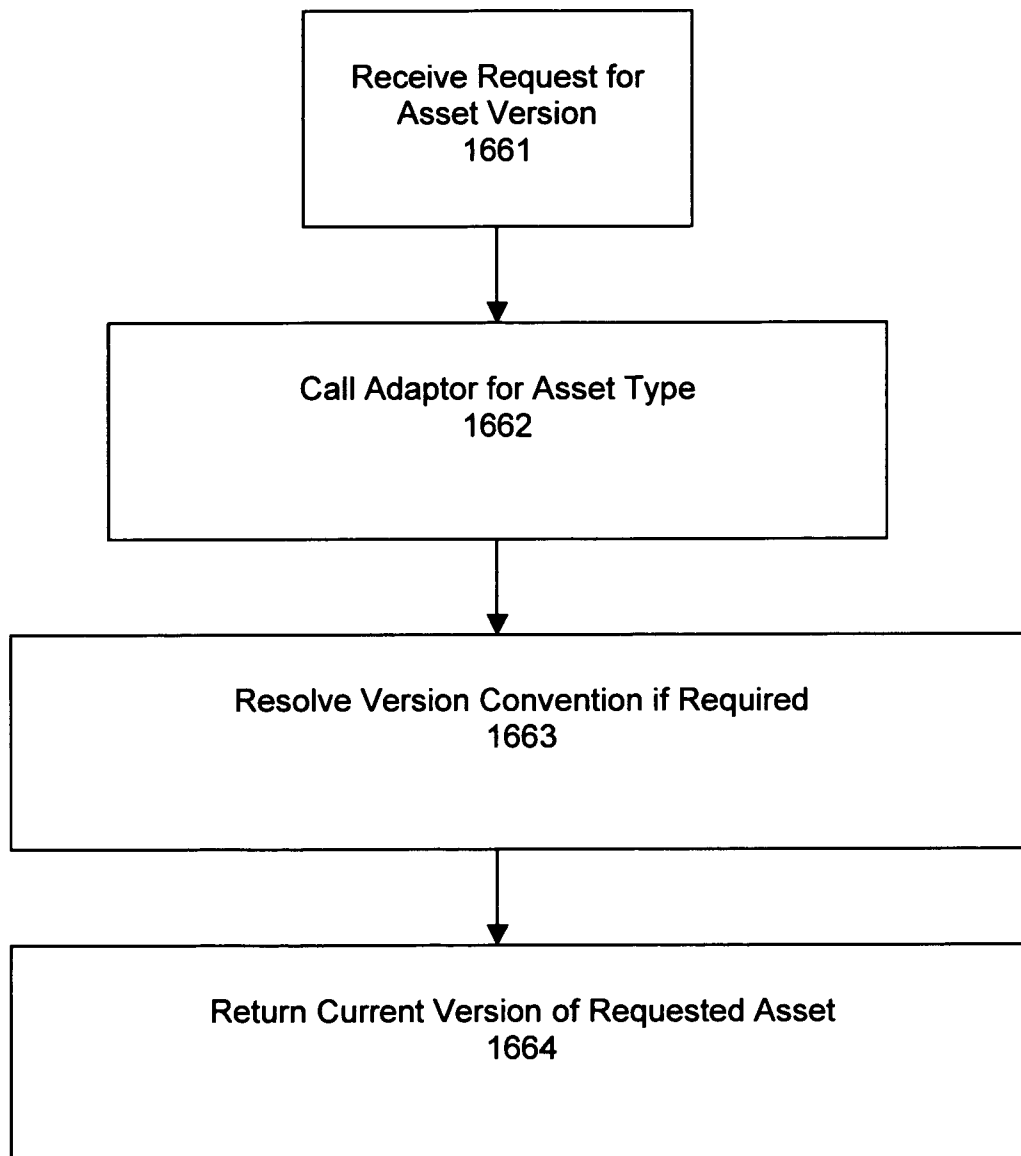 Receive Request for
Asset Version
1661
Call Adaptor for Asset Type
1662
Resolve Version Convention if Required
1663
Return Current Version of Requested Asset
1664